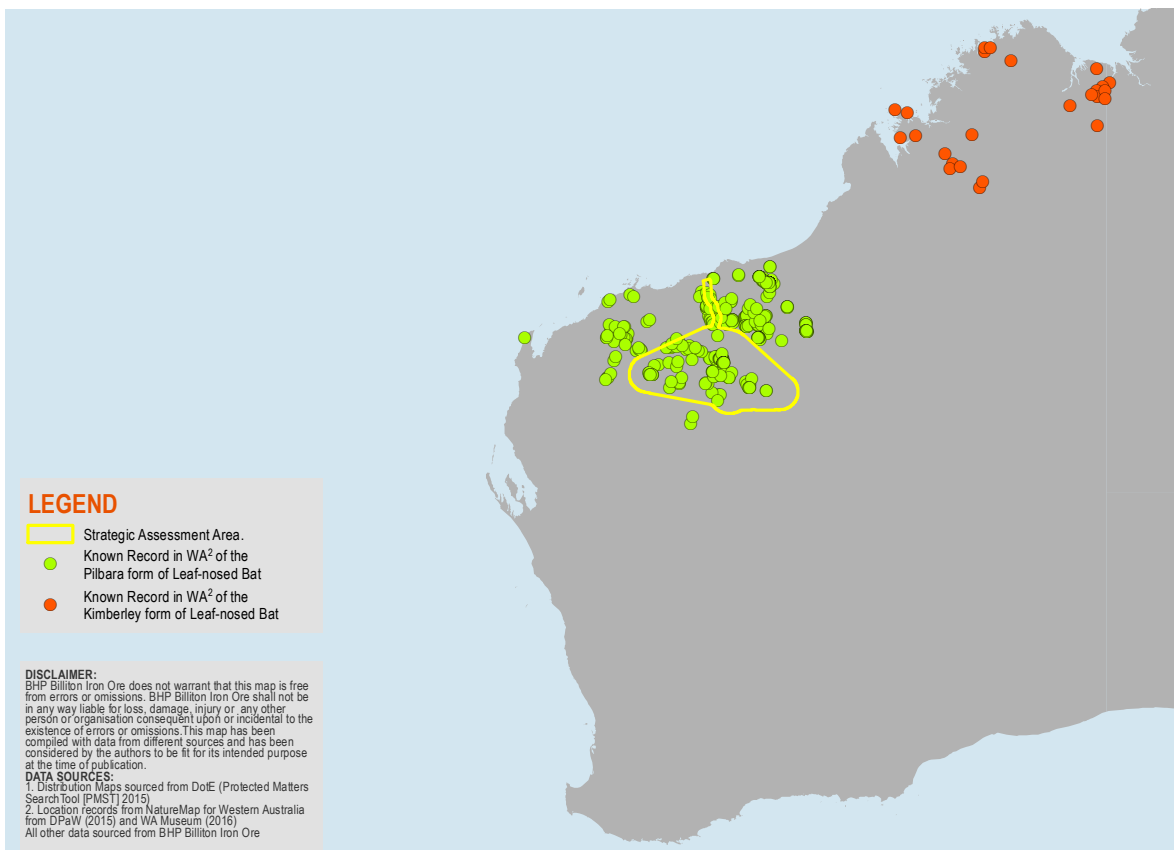 LEGEND
Strategic Assessment Area.
Known Record in WA² of the
Pilbara form of Leaf-nosed Bat
Known Record in WA² of the
Kimberley form of Leaf-nosed Bat
DISCLAIMER:
BHP Billiton Iron Ore does not warrant that this map is free
from errors or omissions. BHP Billiton Iron Ore shall not be
in any way liable for loss, damage, injury or any other
person or organisation consequent upon or incidental to the
existence of errors or omissions.This map has been
compiled with data from different sources and has been
considered by the authors to be fit for its intended purpose
at the time of publication.
DATA SOURCES:
1. Distribution Maps sourced from DotE (Protected Matters
SearchTool [PMST] 2015)
2. Location records from NatureMap for Western Australia
from DPaW (2015) and WA Museum (2016)
All other data sourced from BHP Billiton Iron Ore